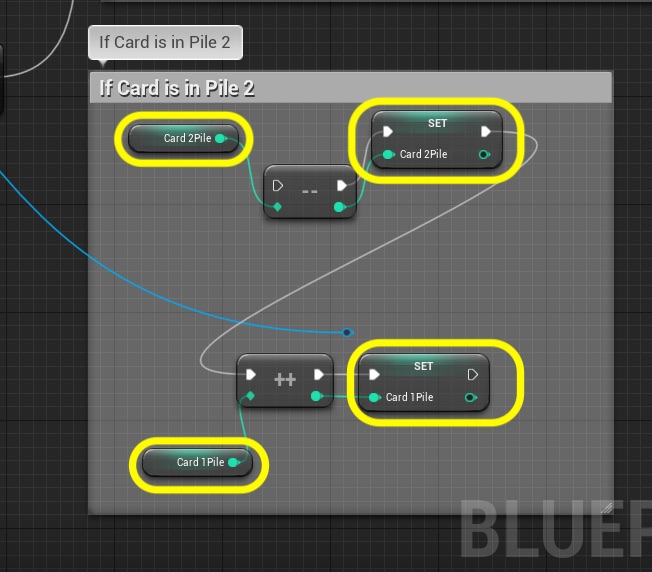 If Card is in Pile 2
If Card is in Pile 2
SET
Card 2Pile
Card 2Pile
--
SET
++
Card 1Pile
Card 1Pile